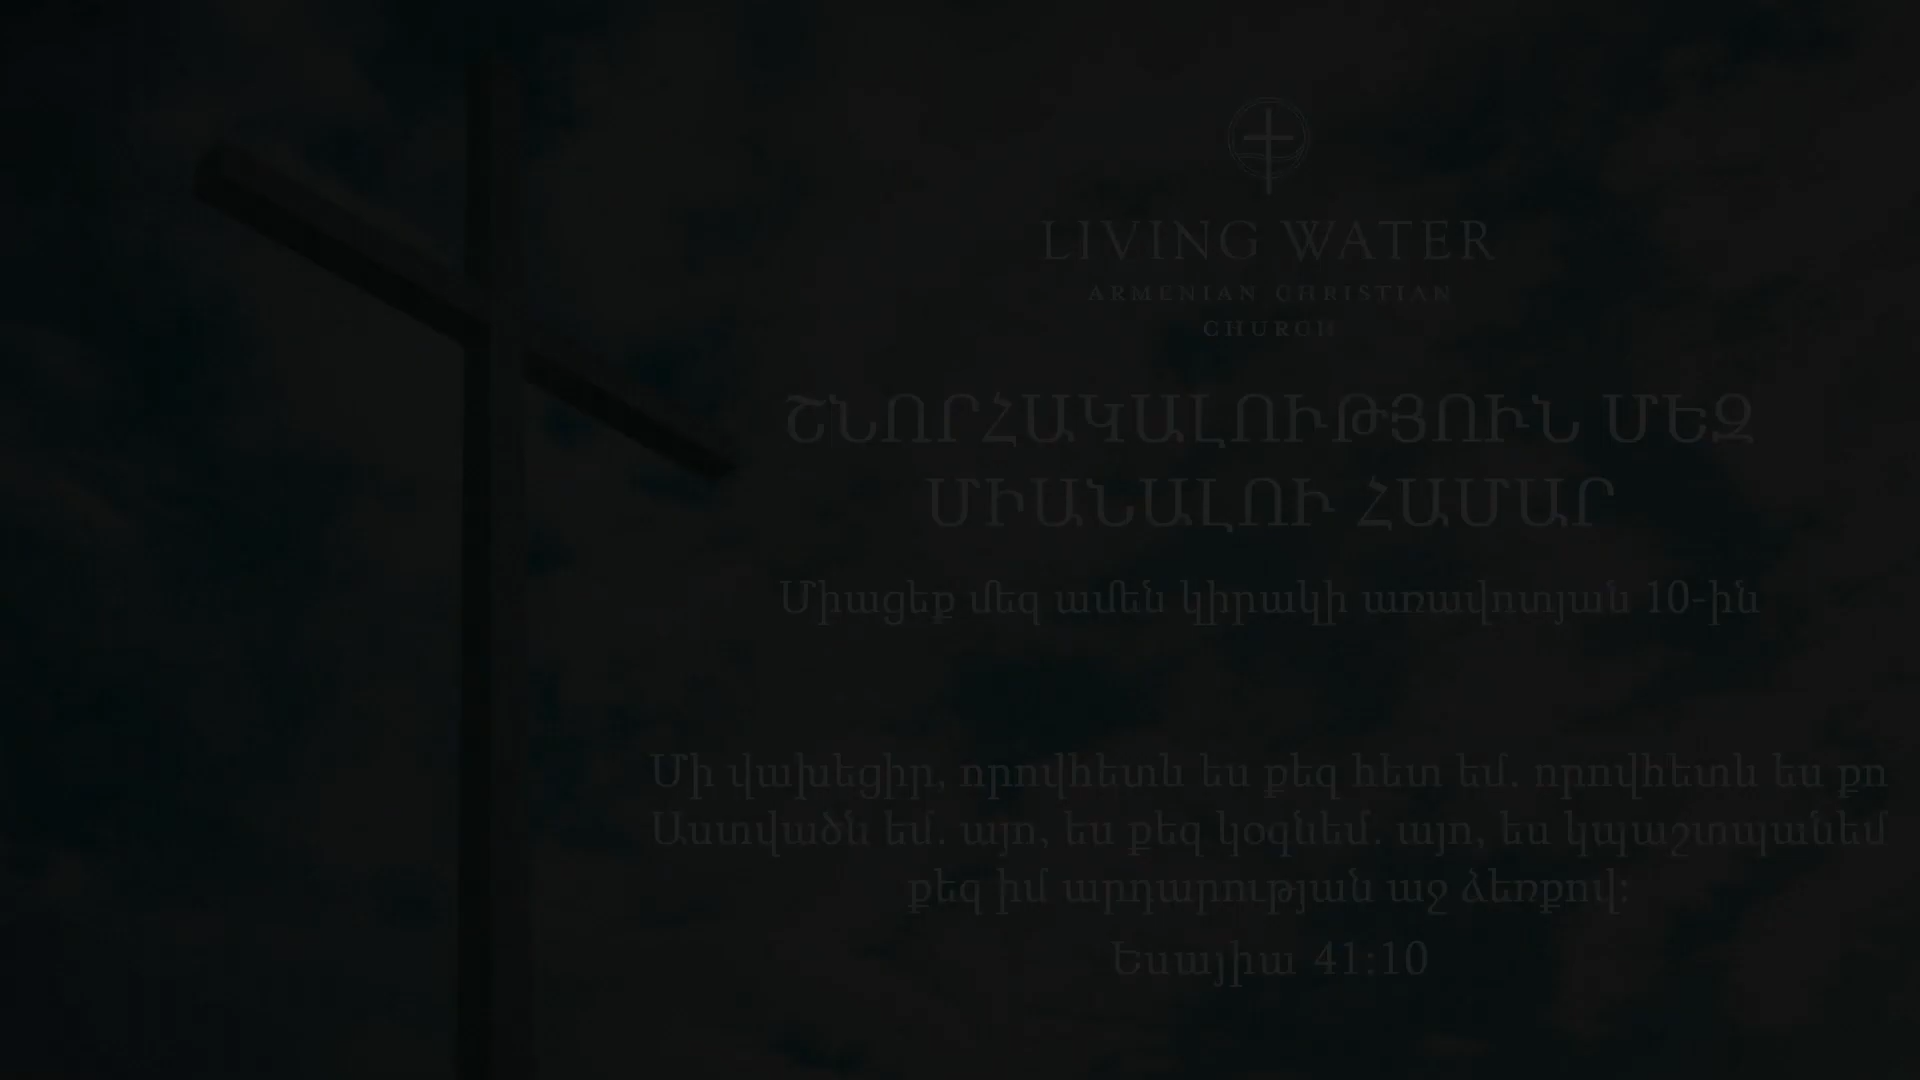 LIVING WATER
ARMENIAN CHRISTIAN
CHURCH
ՇՆՈՐՀԱԿԱԼՈՒԹՅՈՒՆ ՄԵԶ
ՄԻԱՆԱԼՈՒ ՀԱՄԱՐ
Միացեք մեզ ամեն կիրակի առավոտյան 10-ին
Մի վախեցիր, որովհետև ես քեզ հետ եմ. որովհետև ես քո
Աստվածն եմ. այո, ես քեզ կօգնեմ. այո, ես կպաշտպանեմ
քեզ իմ արդարության աջ ձեռքով:
Եսայիա 41:10